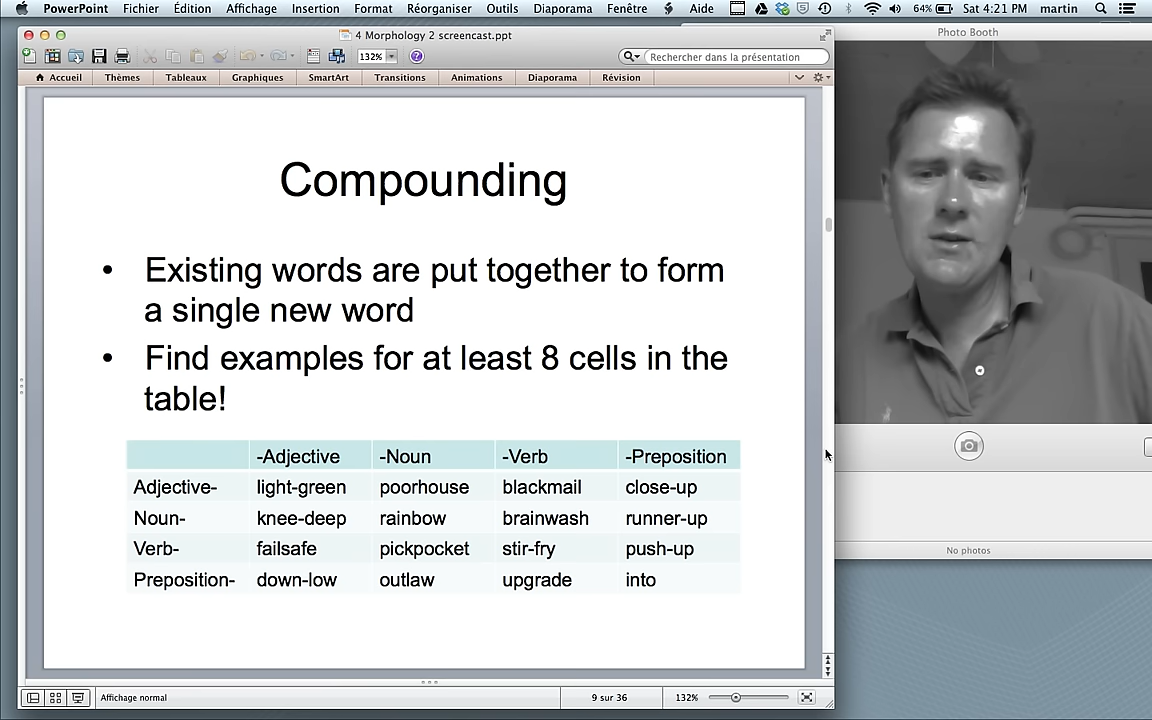 PowerPoint Fichier Édition Affichage Insertion Format Commandes Réorganiser Outils Diaporama Fenêtre Aide 64% Sat 4:21 PM martin
4 Morphology 2 screencast.ppt
Photo Booth
132% Rechercher dans la présentation
Accueil Thèmes Tableaux Graphiques SmartArt Transitions Animations Diaporama Révision
Compounding
• Existing words are put together to form
a single new word
• Find examples for at least 8 cells in the
table!
-Adjective -Noun -Verb -Preposition
Adjective- light-green poorhouse blackmail close-up
Noun- knee-deep rainbow brainwash runner-up
Verb- failsafe pickpocket stir-fry push-up
Preposition- down-low outlaw upgrade into
No photos
Affichage normal 9 sur 36 132%